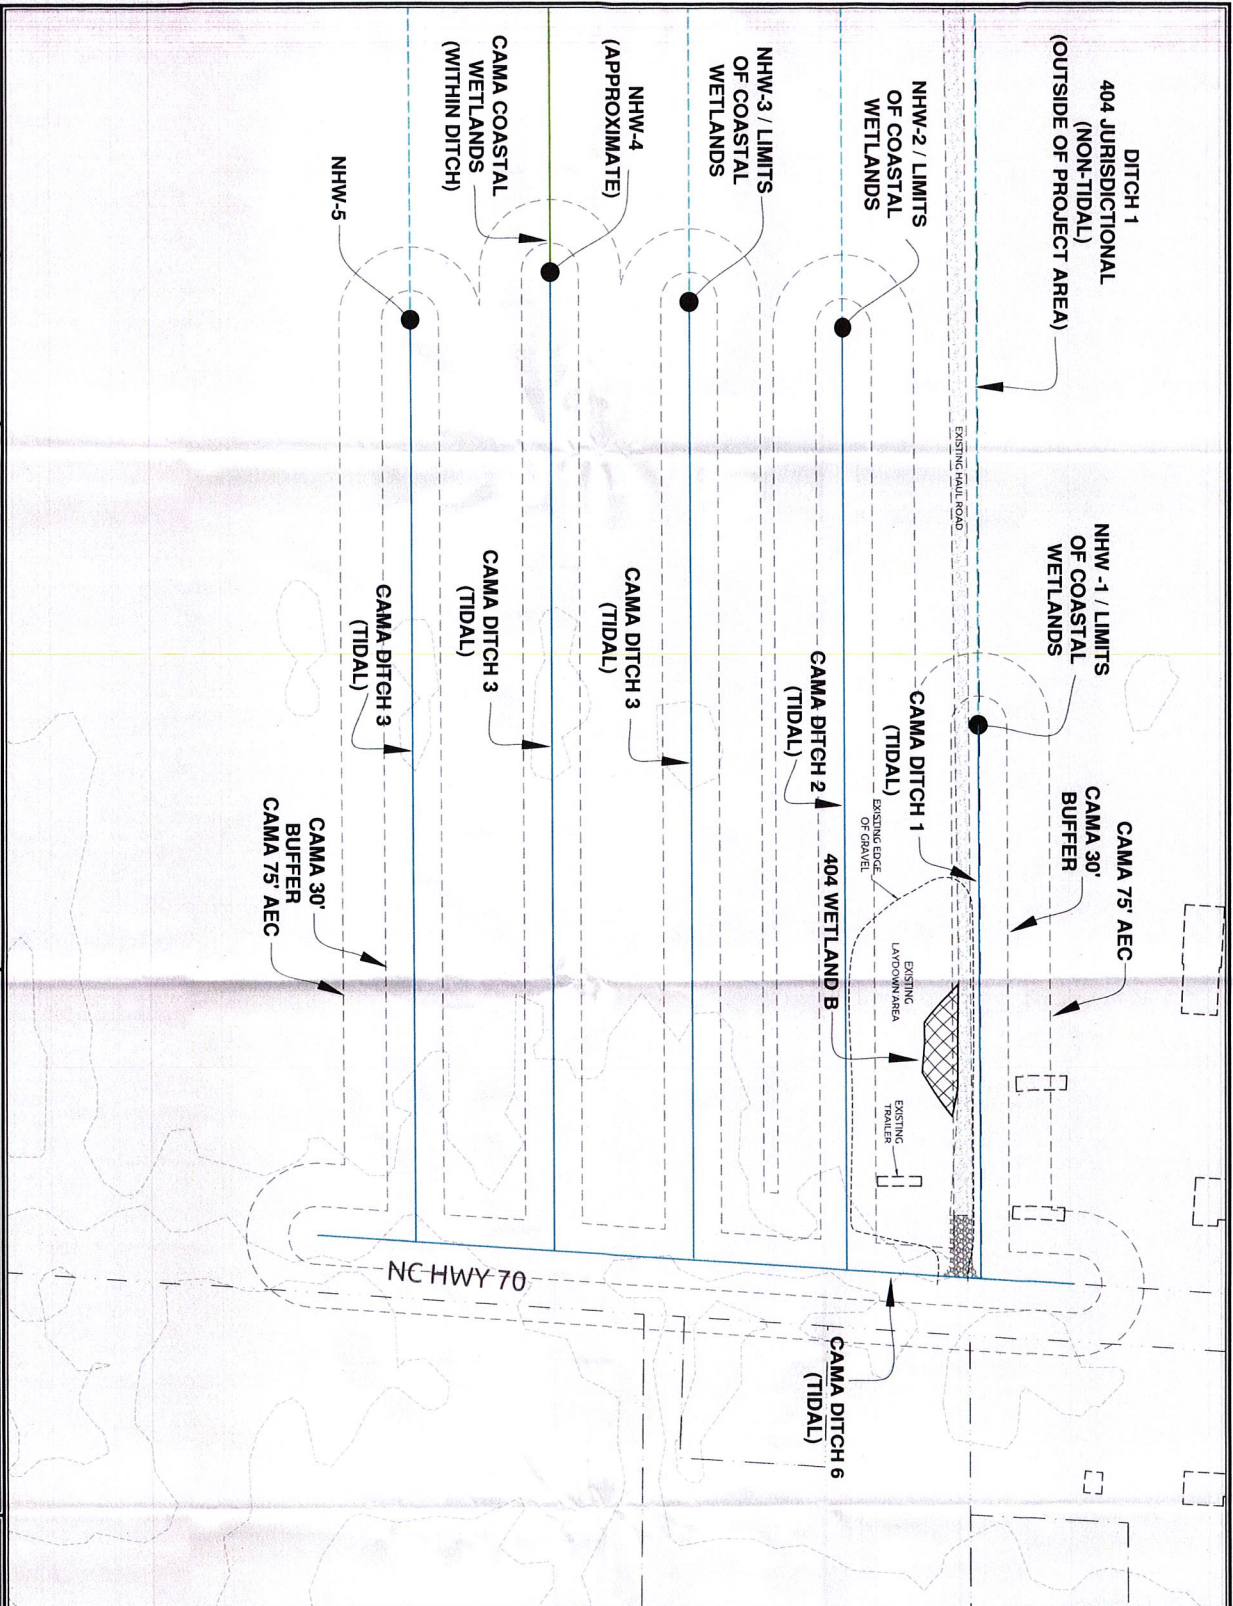 DITCH 1
404 JURISDICTIONAL
(NON-TIDAL)
(OUTSIDE OF PROJECT AREA)
NHW-2 / LIMITS
OF COASTAL
WETLANDS
NHW-3 / LIMITS
OF COASTAL
WETLANDS
NHW-4
(APPROXIMATE)
CAMA COASTAL
WETLANDS
(WITHIN DITCH)
NHW-5
EXISTING HAUL ROAD
NHW -1 / LIMITS
OF COASTAL
WETLANDS
CAMA DITCH 1
(TIDAL)
CAMA DITCH 2
(TIDAL)
CAMA DITCH 3
(TIDAL)
CAMA DITCH 3
(TIDAL)
CAMA DITCH 3
(TIDAL)
CAMA 75' AEC
CAMA 30'
BUFFER
EXISTING EDGE
OF GRAVEL
404 WETLAND B
EXISTING
LAYDOWN AREA
EXISTING
TRAILER
CAMA 30'
BUFFER
CAMA 75' AEC
NC HWY 70
CAMA DITCH 6
(TIDAL)